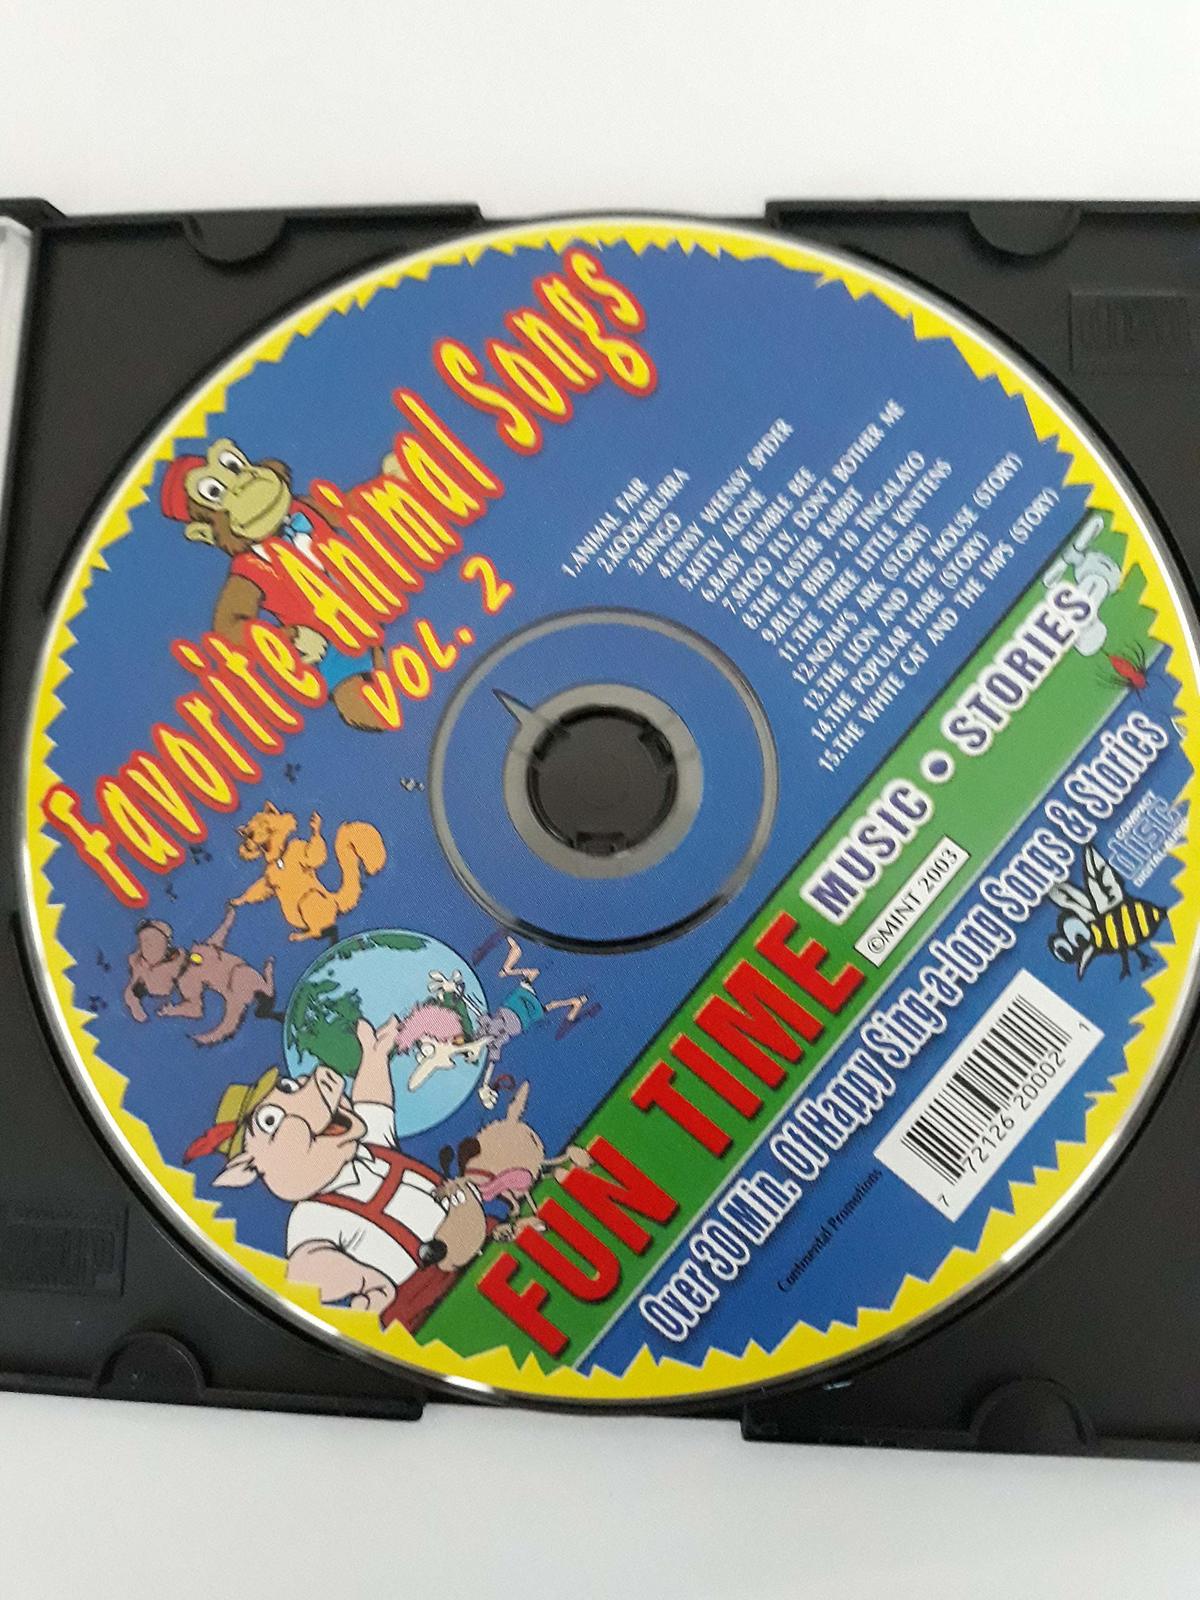 Favorite Animal Songs
VOL. 2
1.ANIMAL FAIR
2.KOOKABURRA
3.BINGO
4.EENSY WEENSY SPIDER
5.KITTY ALONE
6.BABY BUMBLE BEE
7.SHOO FLY, DON'T BOTHER ME
8.THE EASTER RABBIT
9.BLUE BIRD - 10 TINGALAYO
11.THE THREE LITTLE KITTENS
12.NOAH'S ARK (STORY)
13.THE LION AND THE MOUSE (STORY)
14.THE POPULAR HARE (STORY)
15.THE WHITE CAT AND THE IMPS (STORY)
FUN TIME MUSIC • STORIES
©MINT 2003
Over 30 Min. Of Happy Sing-a-long Songs & Stories
COMPACT
disc
DIGITAL AUDIO
Continental Promotions
7 72126 20002 1